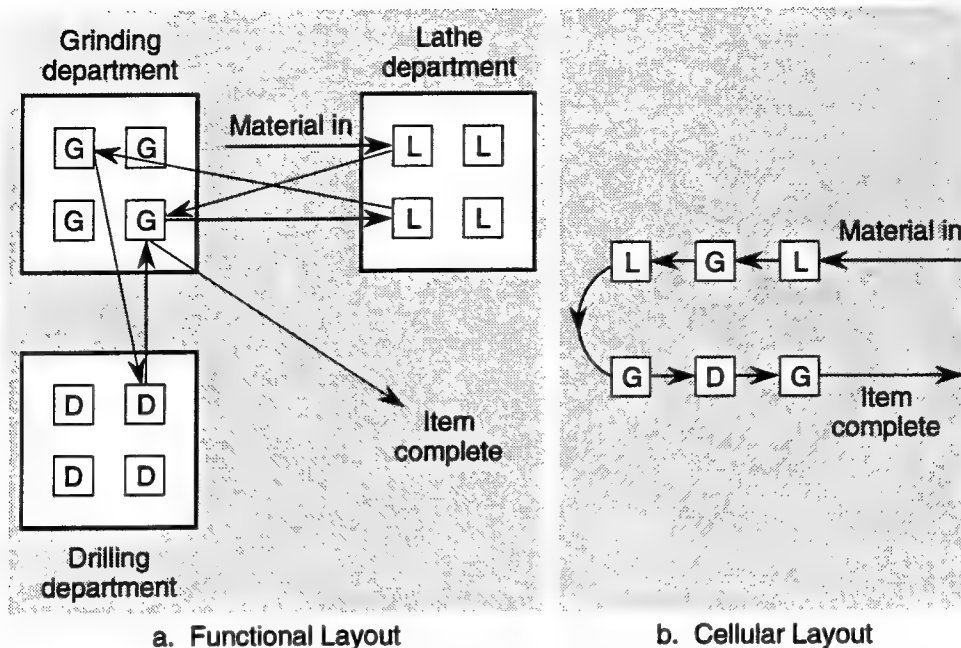 Grinding
department
Lathe
department
G G
Material in
L L
G G
L L
D D
D D
Item
complete
Drilling
department
a. Functional Layout
Material in
L G L
G D G
Item
complete
b. Cellular Layout